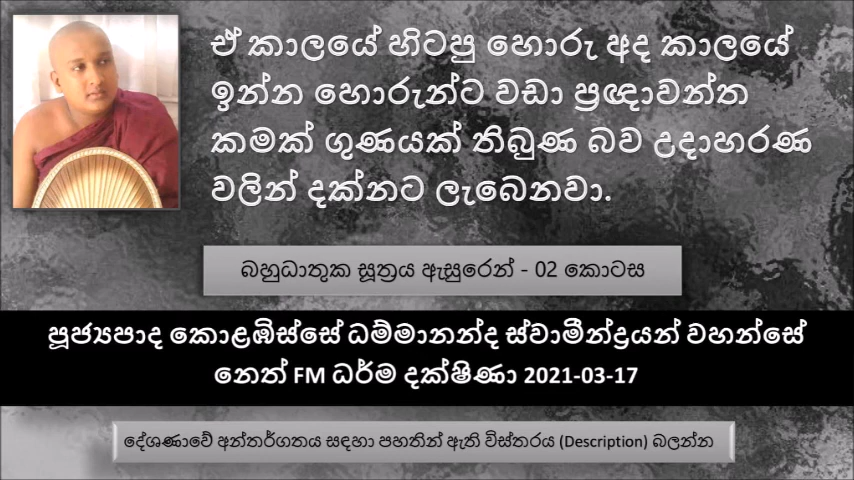 ඒ කාලයේ හිටපු හොරු අද කාලයේ
ඉන්න හොරුන්ට වඩා ප්‍රඥාවන්ත
කමක් ගුණයක් තිබුණ බව උදාහරණ
වලින් දක්නට ලැබෙනවා.
බහුධාතුක සූත්‍රය ඇසුරෙන් - 02 කොටස
පූජ්‍යපාද කොළඹිස්සේ ධම්මානන්ද ස්වාමීන්ද්‍රයන් වහන්සේ
නෙත් FM ධර්ම දක්ෂිණා 2021-03-17
දේශණාවේ අන්තර්ගතය සඳහා පහතින් ඇති විස්තරය (Description) බලන්න